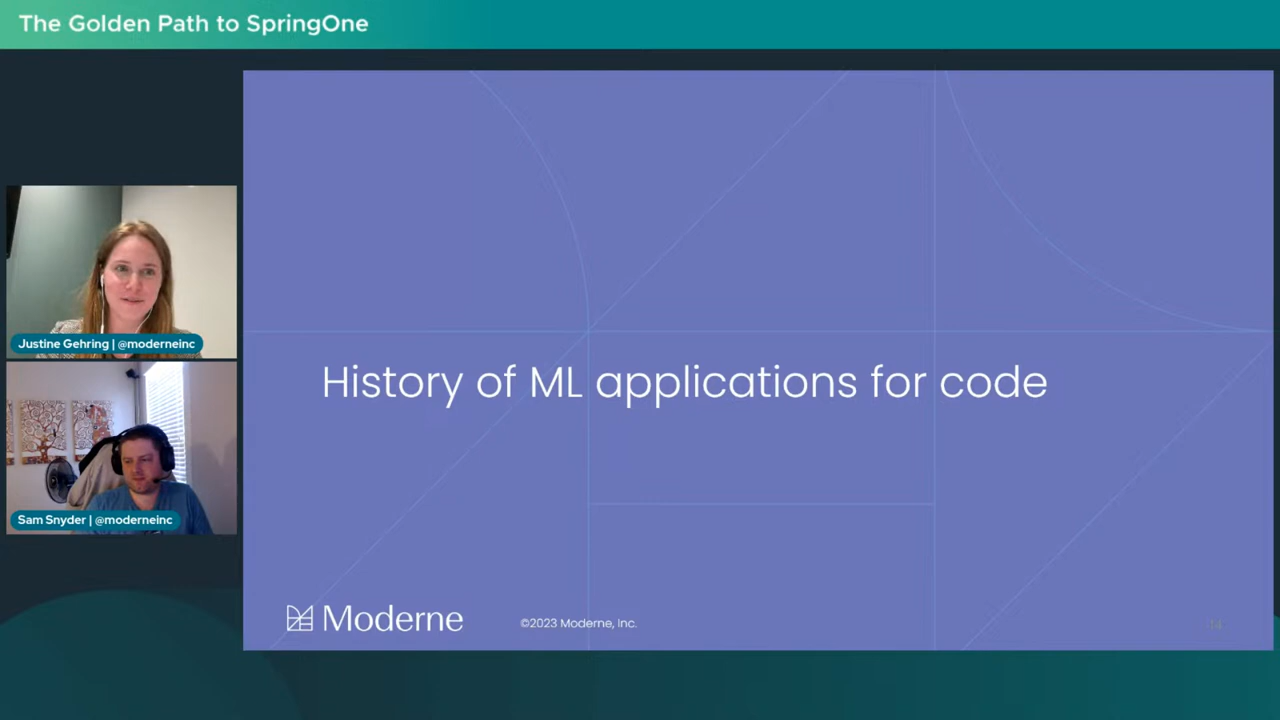 The Golden Path to SpringOne
Justine Gehring | @moderneinc
Sam Snyder | @moderneinc
History of ML applications for code
Moderne
©2023 Moderne, Inc.
14